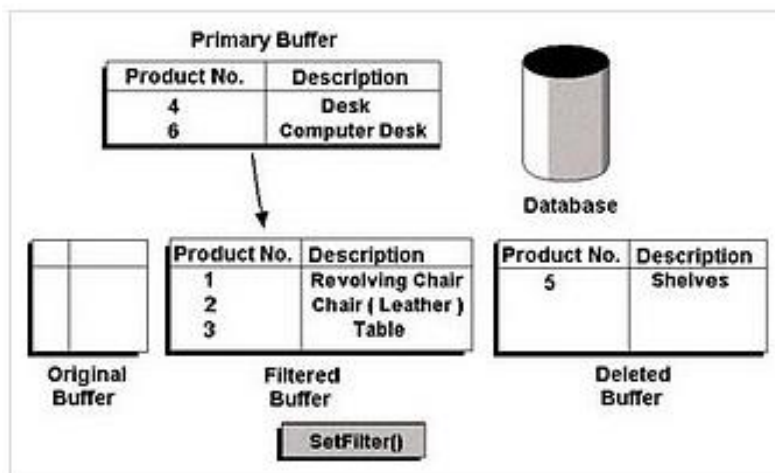 Primary Buffer
Product No. Description
4 Desk
6 Computer Desk
Database
Product No. Description
1 Revolving Chair
2 Chair ( Leather )
3 Table
Product No. Description
5 Shelves
Original Buffer
Filtered Buffer
Deleted Buffer
SetFilter()